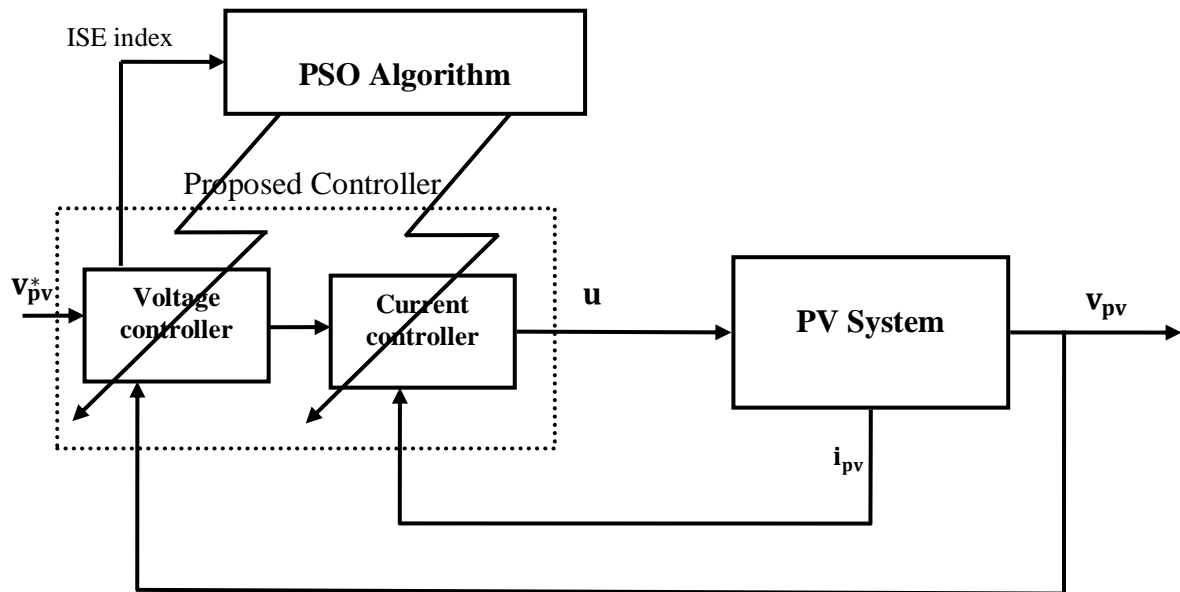 ISE index
PSO Algorithm
Proposed Controller
v*pv
Voltage
controller
Current
controller
u
PV System
vpv
ipv